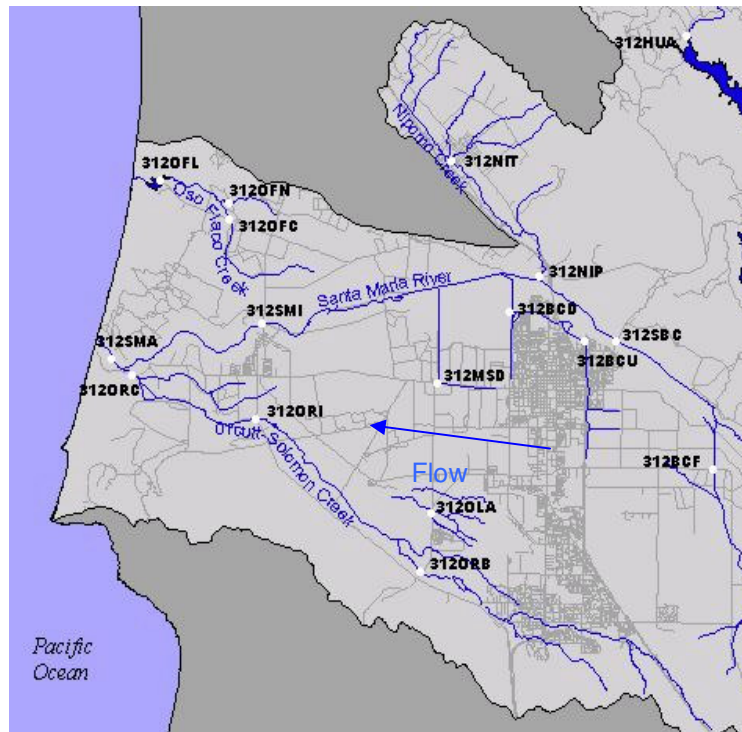 312HUA
Nipomo Creek
312NIT
312OFL
312OFN
312OFC
Oso Flaco Creek
312NIP
Santa Maria River
312BCD
312SMI
312SBC
312BCU
312SMA
312ORC
312MSD
312ORI
Orcutt-Solomon Creek
312BCF
Flow
312OLA
312ORB
Pacific
Ocean